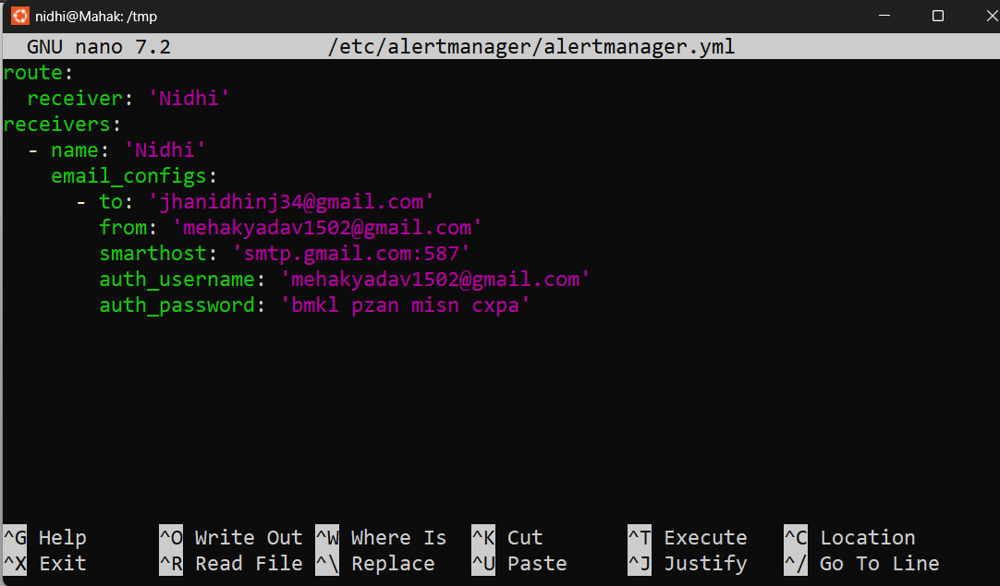 nidhi@Mahak: /tmp
GNU nano 7.2 /etc/alertmanager/alertmanager.yml
route:
  receiver: 'Nidhi'
receivers:
  - name: 'Nidhi'
    email_configs:
      - to: 'jhanidhinj34@gmail.com'
        from: 'mehakyadav1502@gmail.com'
        smarthost: 'smtp.gmail.com:587'
        auth_username: 'mehakyadav1502@gmail.com'
        auth_password: 'bmkl pzan misn cxpa'
^G Help ^O Write Out ^W Where Is ^K Cut ^T Execute ^C Location
^X Exit ^R Read File ^\ Replace ^U Paste ^J Justify ^/ Go To Line